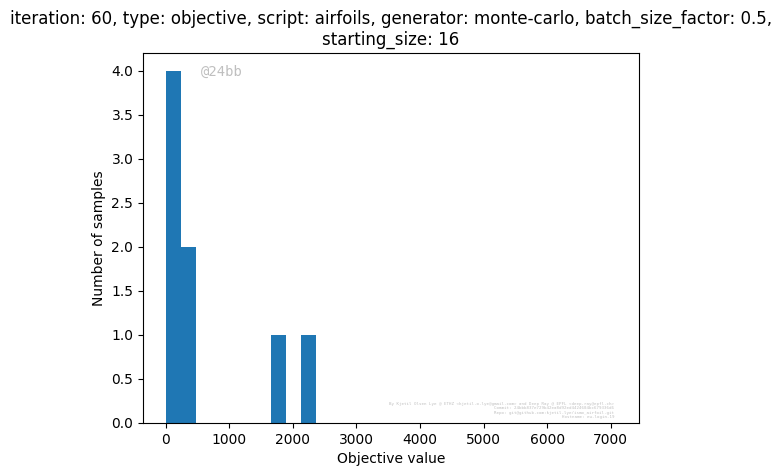 iteration: 60, type: objective, script: airfoils, generator: monte-carlo, batch_size_factor: 0.5,
starting_size: 16
@24bb
4.0
3.5
3.0
2.5
2.0
1.5
1.0
0.5
0.0
Number of samples
0 1000 2000 3000 4000 5000 6000 7000
Objective value